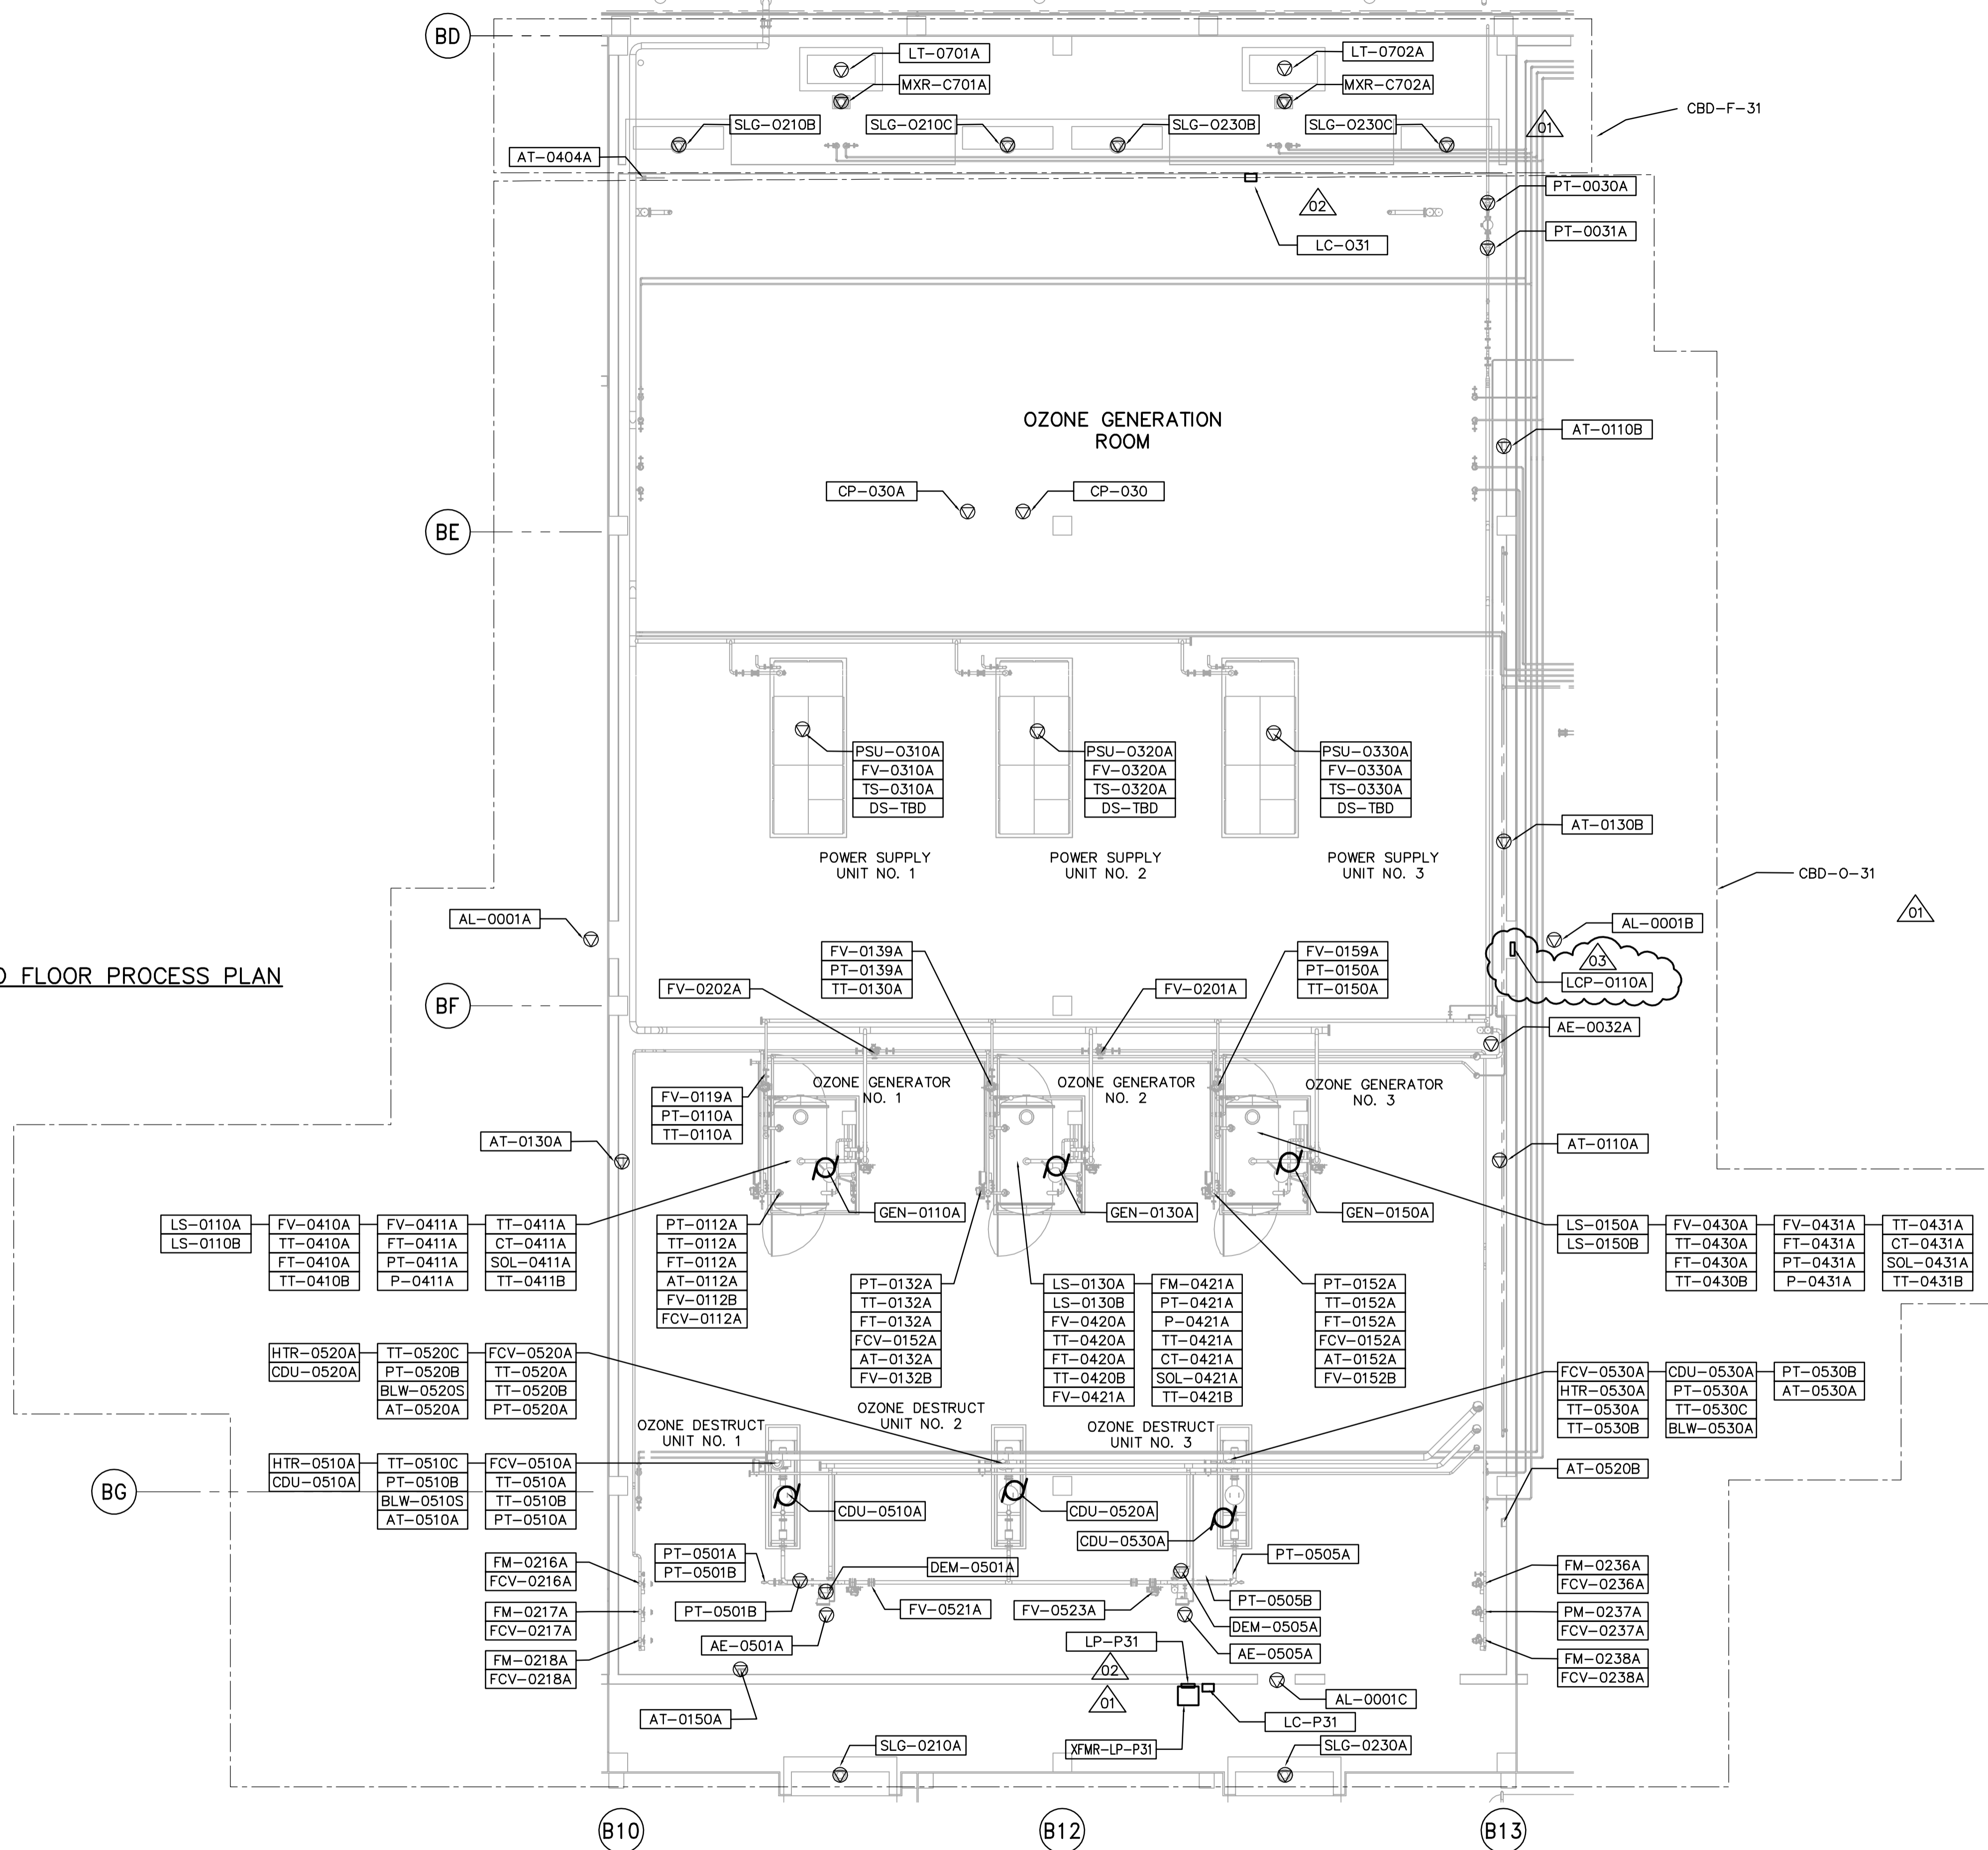 BD
LT-0701A
LT-0702A
MXR-C701A
MXR-C702A
CBD-F-31
SLG-O210B
SLG-O210C
SLG-O230B
SLG-O230C
01
AT-0404A
PT-0030A
02
PT-0031A
LC-O31
OZONE GENERATION
ROOM
AT-0110B
CP-030A
CP-030
BE
PSU-O310A
FV-0310A
TS-0310A
DS-TBD
PSU-O320A
FV-0320A
TS-0320A
DS-TBD
PSU-O330A
FV-0330A
TS-0330A
DS-TBD
AT-0130B
POWER SUPPLY
UNIT NO. 1
POWER SUPPLY
UNIT NO. 2
POWER SUPPLY
UNIT NO. 3
CBD-O-31
01
AL-0001A
AL-0001B
FLOOR PROCESS PLAN
FV-0139A
PT-0139A
TT-0130A
FV-0159A
PT-0150A
TT-0150A
03
LCP-O110A
FV-0202A
FV-0201A
BF
AE-0032A
OZONE GENERATOR
NO. 1
OZONE GENERATOR
NO. 2
OZONE GENERATOR
NO. 3
FV-0119A
PT-0110A
TT-0110A
AT-0130A
AT-0110A
GEN-0110A
GEN-0130A
GEN-0150A
LS-0110A
LS-0110B
FV-0410A
TT-0410A
FT-0410A
TT-0410B
FV-0411A
FT-0411A
PT-0411A
P-0411A
TT-0411A
CT-0411A
SOL-0411A
TT-0411B
PT-0112A
TT-0112A
FT-0112A
AT-0112A
FV-0112B
FCV-0112A
PT-0132A
TT-0132A
FT-0132A
FCV-0152A
AT-0132A
FV-0132B
LS-0130A
LS-0130B
FV-0420A
TT-0420A
FT-0420A
TT-0420B
FV-0421A
FM-0421A
PT-0421A
P-0421A
TT-0421A
CT-0421A
SOL-0421A
TT-0421B
PT-0152A
TT-0152A
FT-0152A
FCV-0152A
AT-0152A
FV-0152B
LS-0150A
LS-0150B
FV-0430A
TT-0430A
FT-0430A
TT-0430B
FV-0431A
FT-0431A
PT-0431A
P-0431A
TT-0431A
CT-0431A
SOL-0431A
TT-0431B
HTR-0520A
CDU-0520A
TT-0520C
PT-0520B
BLW-0520S
AT-0520A
FCV-0520A
TT-0520A
TT-0520B
PT-0520A
FCV-0530A
HTR-0530A
TT-0530A
TT-0530B
CDU-0530A
PT-0530A
TT-0530C
BLW-0530A
PT-0530B
AT-0530A
OZONE DESTRUCT
UNIT NO. 1
OZONE DESTRUCT
UNIT NO. 2
OZONE DESTRUCT
UNIT NO. 3
HTR-0510A
CDU-0510A
TT-0510C
PT-0510B
BLW-0510S
AT-0510A
FCV-0510A
TT-0510A
TT-0510B
PT-0510A
BG
AT-0520B
CDU-0510A
CDU-0520A
CDU-0530A
PT-0501A
PT-0501B
DEM-0501A
PT-0505A
FM-0216A
FCV-0216A
FM-0236A
FCV-0236A
PT-0501B
FV-0521A
FV-0523A
PT-0505B
FM-0217A
FCV-0217A
DEM-0505A
PM-0237A
FCV-0237A
AE-0501A
LP-P31
AE-0505A
FM-0218A
FCV-0218A
02
FM-0238A
FCV-0238A
01
AL-0001C
AT-0150A
LC-P31
SLG-0210A
XFMR-LP-P31
SLG-0230A
B10
B12
B13